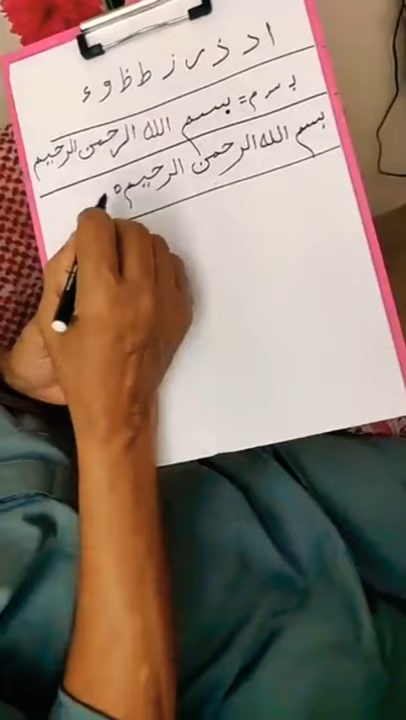 ا د ذ ر ز ط ظ و ء
ب س م = بسم الله الرحمن الرحيم
بسم الله الرحمن الرحيم ه